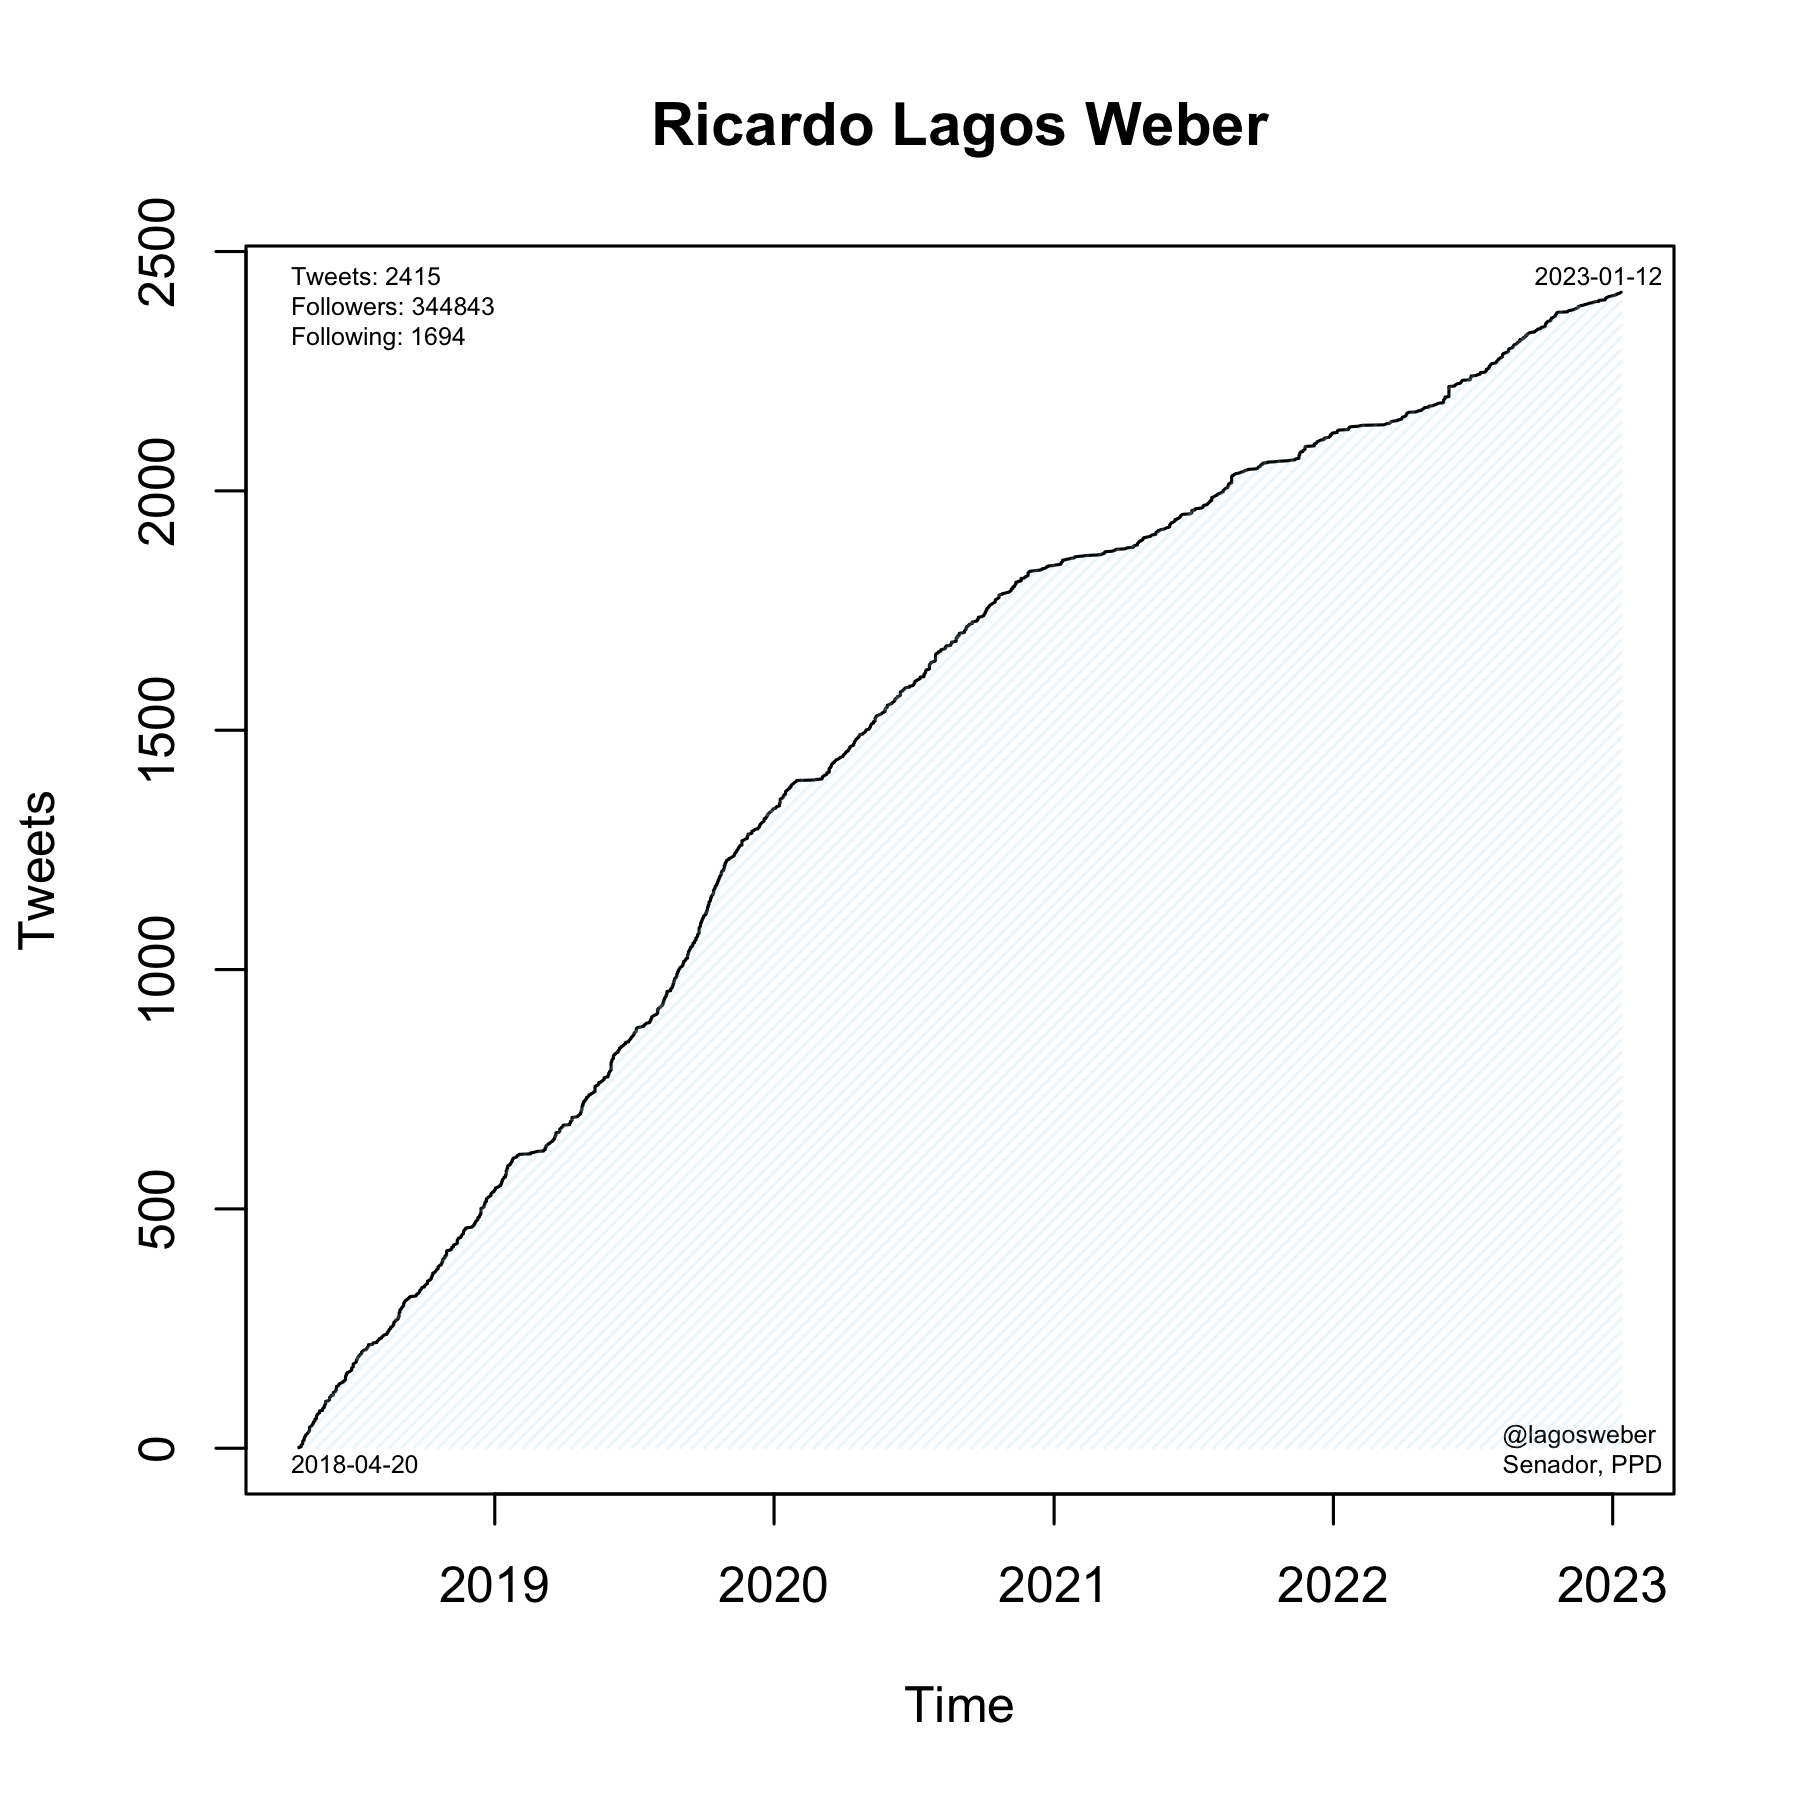 Ricardo Lagos Weber
Tweets: 2415
Followers: 344843
Following: 1694
2023-01-12
2500
2000
1500
1000
500
0
Tweets
2018-04-20
@lagosweber
Senador, PPD
2019
2020
2021
2022
2023
Time